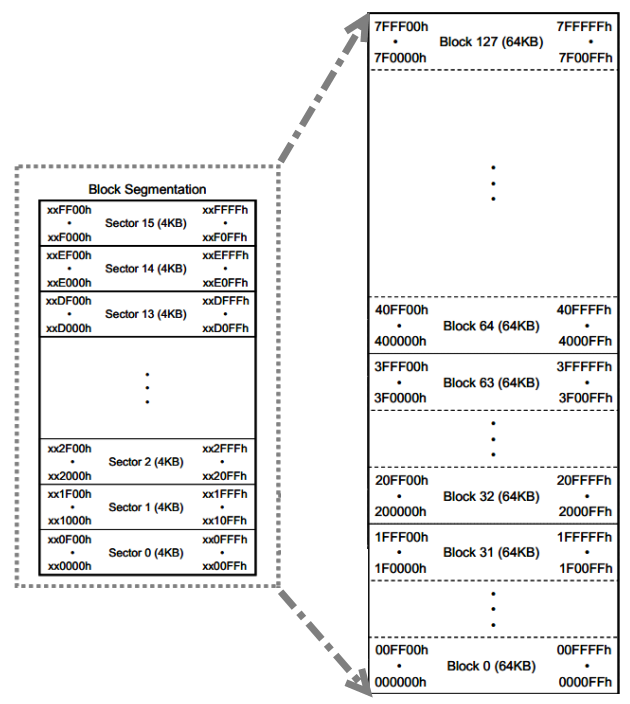 Block Segmentation
xxFF00h xxFFFFh
Sector 15 (4KB)
xxF000h xxF0FFh
xxEF00h xxEFFFh
Sector 14 (4KB)
xxE000h xxE0FFh
xxDF00h xxDFFFh
Sector 13 (4KB)
xxD000h xxD0FFh
xx2F00h xx2FFFh
Sector 2 (4KB)
xx2000h xx20FFh
xx1F00h xx1FFFh
Sector 1 (4KB)
xx1000h xx10FFh
xx0F00h xx0FFFh
Sector 0 (4KB)
xx0000h xx00FFh
7FFF00h 7FFFFFh
Block 127 (64KB)
7F0000h 7F00FFh
40FF00h 40FFFFh
Block 64 (64KB)
400000h 4000FFh
3FFF00h 3FFFFFh
Block 63 (64KB)
3F0000h 3F00FFh
20FF00h 20FFFFh
Block 32 (64KB)
200000h 2000FFh
1FFF00h 1FFFFFh
Block 31 (64KB)
1F0000h 1F00FFh
00FF00h 00FFFFh
Block 0 (64KB)
000000h 0000FFh